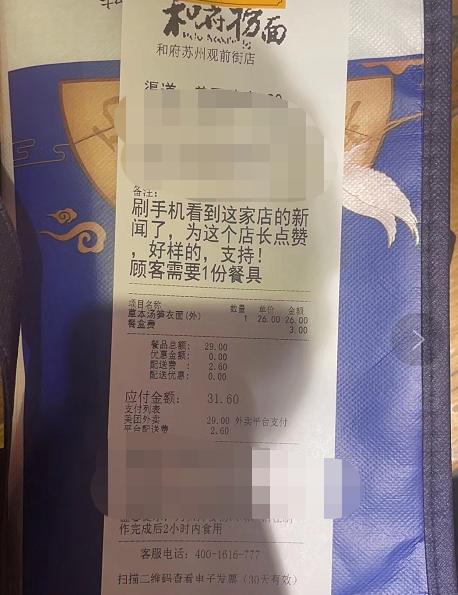 和府捞面
和府苏州观前街店
渠道
备注:
刷手机看到这家店的新
闻了，为这个店长点赞
，好样的，支持!
顾客需要1份餐具
项目名称 数量 单价 金额
草本汤笋衣面(外) 1 26.00 26.00
餐盒费 3.00
餐品总额: 29.00
优惠金额: 0.00
配送费 : 2.60
配送优惠: 0.00
应付金额: 31.60
支付列表
美团外卖 29.00 外卖平台支付
平台配送费 2.60
作完成后2小时内食用
客服电话: 400-1616-777
扫描二维码查看电子发票 (30天有效)